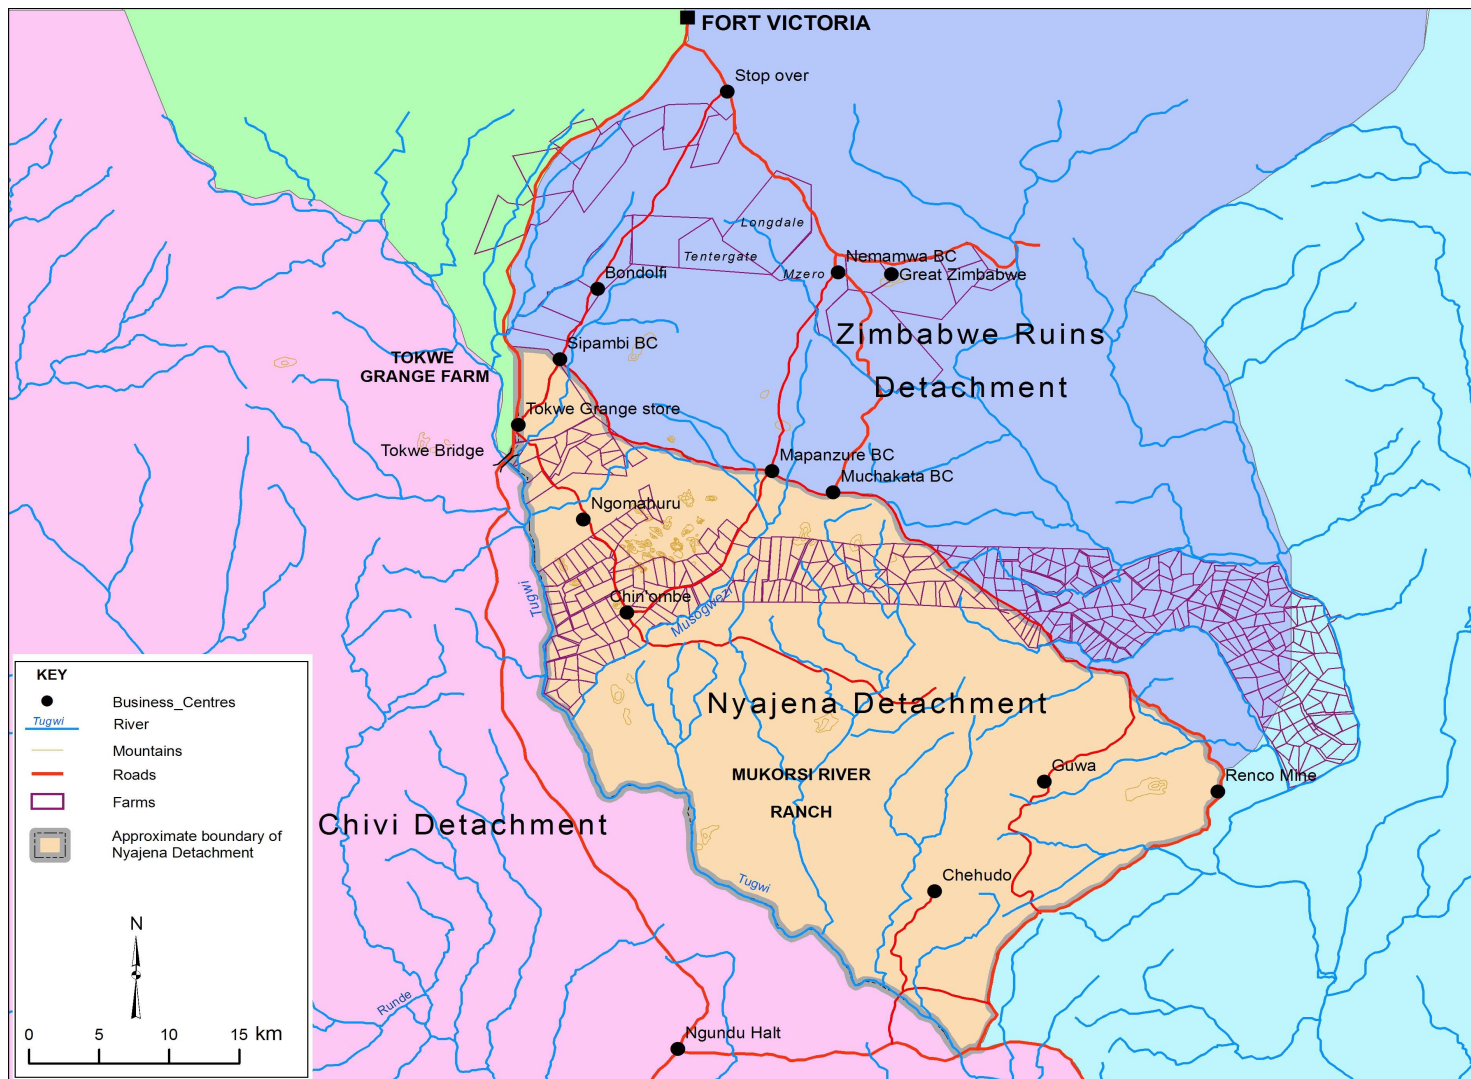 FORT VICTORIA
Stop over
Longdale
Tentergate
Nemamwa BC
Mzero
Great Zimbabwe
Bondolfi
Zimbabwe Ruins
Detachment
Sipambi BC
TOKWE
GRANGE FARM
Tokwe Grange store
Tokwe Bridge
Mapanzure BC
Muchakata BC
Ngomahuru
Tugwi
Chin'ombe
Musogwezi
Nyajena Detachment
MUKORSI RIVER
RANCH
Guwa
Renco Mine
Chivi Detachment
Chehudo
Tugwi
Runde
Ngundu Halt
KEY
Business_Centres
Tugwi
River
Mountains
Roads
Farms
Approximate boundary of
Nyajena Detachment
N
0 5 10 15 km